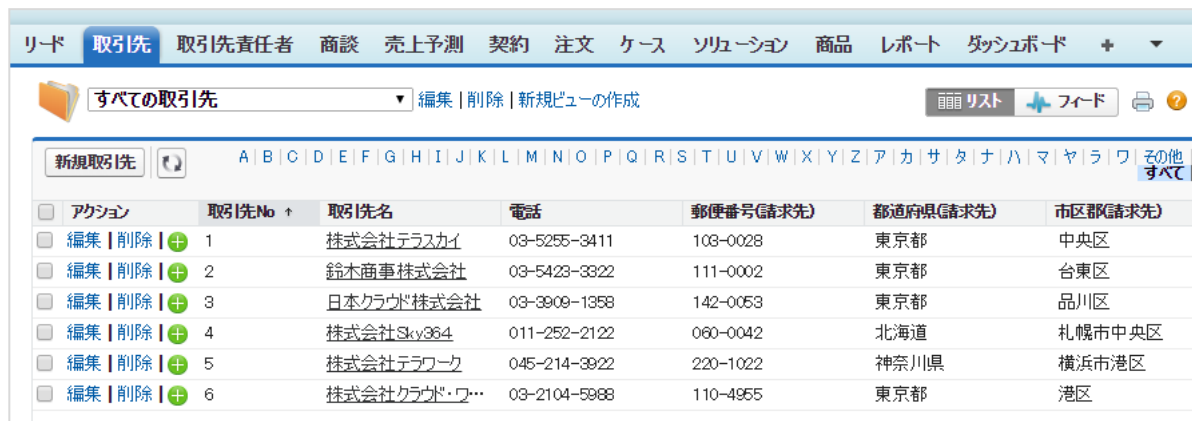 リード 取引先 取引先責任者 商談 売上予測 契約 注文 ケース ソリューション 商品 レポート ダッシュボード + ▼
すべての取引先 ▼ 編集 | 削除 | 新規ビューの作成 リスト フィード ?
新規取引先 A | B | C | D | E | F | G | H | I | J | K | L | M | N | O | P | Q | R | S | T | U | V | W | X | Y | Z | ア | カ | サ | タ | ナ | ハ | マ | ヤ | ラ | ワ | その他 |
すべて
アクション 取引先No ↑ 取引先名 電話 郵便番号(請求先) 都道府県(請求先) 市区郡(請求先)
編集 | 削除 | + 1 株式会社テラスカイ 03-5255-3411 103-0028 東京都 中央区
編集 | 削除 | + 2 鈴木商事株式会社 03-5423-3322 111-0002 東京都 台東区
編集 | 削除 | + 3 日本クラウド株式会社 03-3909-1358 142-0053 東京都 品川区
編集 | 削除 | + 4 株式会社Sky364 011-252-2122 060-0042 北海道 札幌市中央区
編集 | 削除 | + 5 株式会社テラワーク 045-214-3922 220-1022 神奈川県 横浜市港区
編集 | 削除 | + 6 株式会社クラウド・ワ… 03-2104-5988 110-4955 東京都 港区